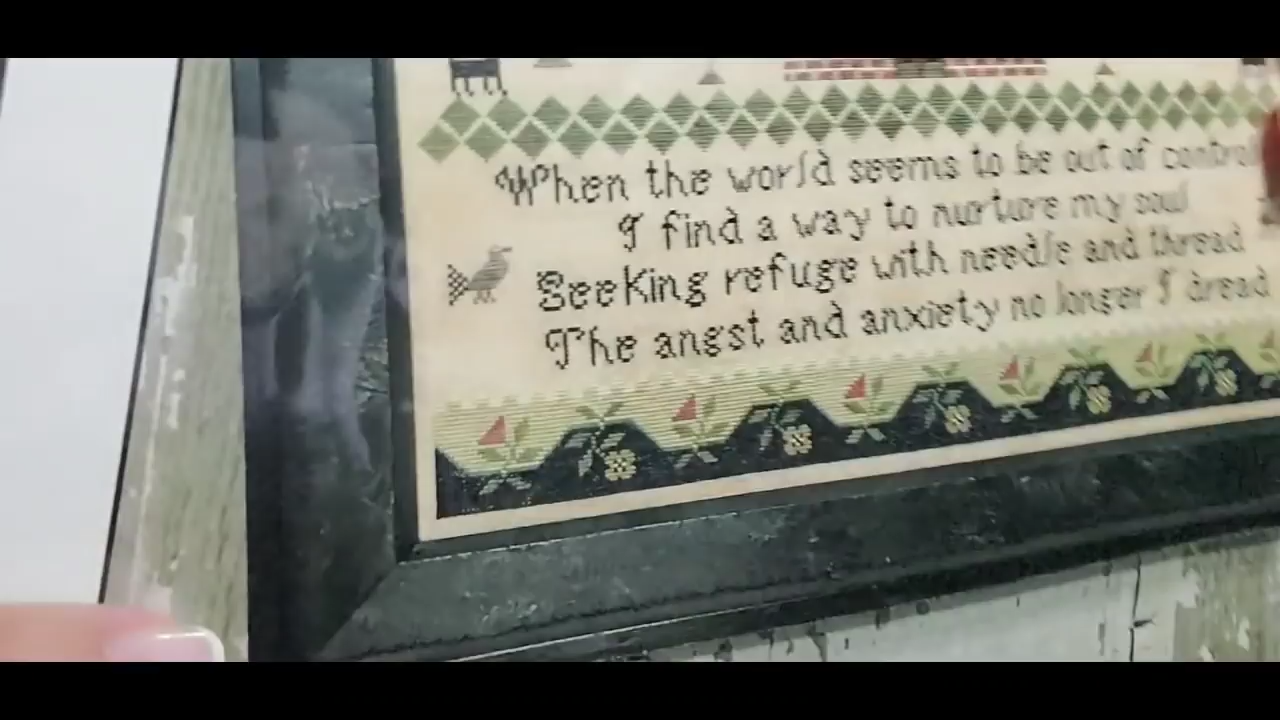 When the world seems to be out of control
I find a way to nurture my soul
Seeking refuge with needle and thread
The angst and anxiety no longer I dread